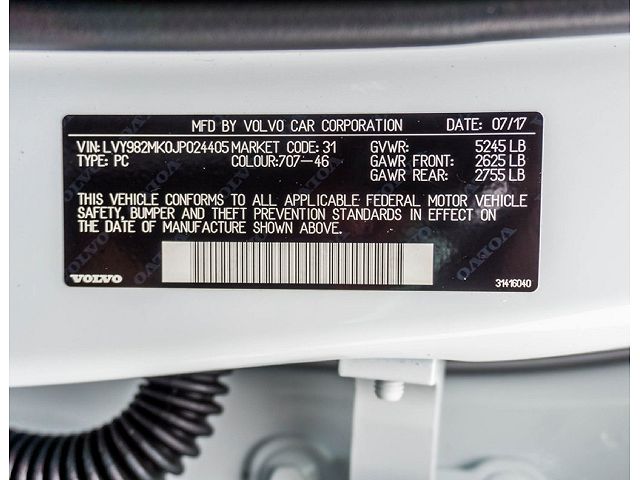 MFD BY VOLVO CAR CORPORATION DATE: 07/17
VIN: LVY982MK0JP024405 MARKET CODE: 31 GVWR: 5245 LB
TYPE: PC COLOUR:707-46 GAWR FRONT: 2625 LB
GAWR REAR: 2755 LB
THIS VEHICLE CONFORMS TO ALL APPLICABLE FEDERAL MOTOR VEHICLE
SAFETY, BUMPER AND THEFT PREVENTION STANDARDS IN EFFECT ON
THE DATE OF MANUFACTURE SHOWN ABOVE.
VOLVO 31416040